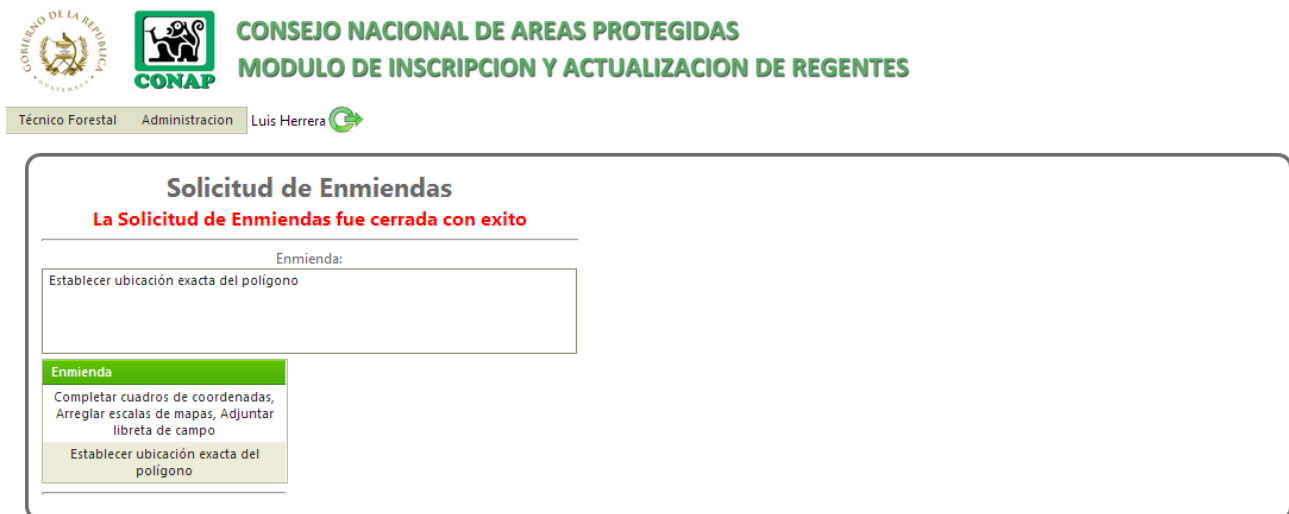 GOBIERNO DE LA REPÚBLICA
GUATEMALA
CONAP
CONSEJO NACIONAL DE AREAS PROTEGIDAS
MODULO DE INSCRIPCION Y ACTUALIZACION DE REGENTES
Técnico Forestal Administracion Luis Herrera
Solicitud de Enmiendas
La Solicitud de Enmiendas fue cerrada con exito
Enmienda:
Establecer ubicación exacta del polígono
Enmienda
Completar cuadros de coordenadas,
Arreglar escalas de mapas, Adjuntar
libreta de campo
Establecer ubicación exacta del
polígono